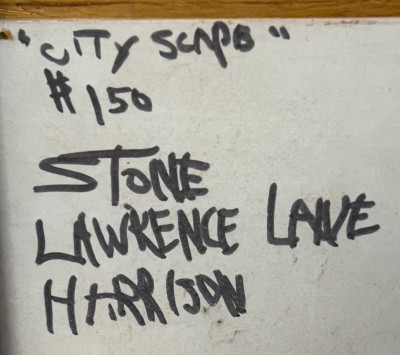 "CITY SCAPE"
#150
STONE
LAWRENCE LANE
HARRISON